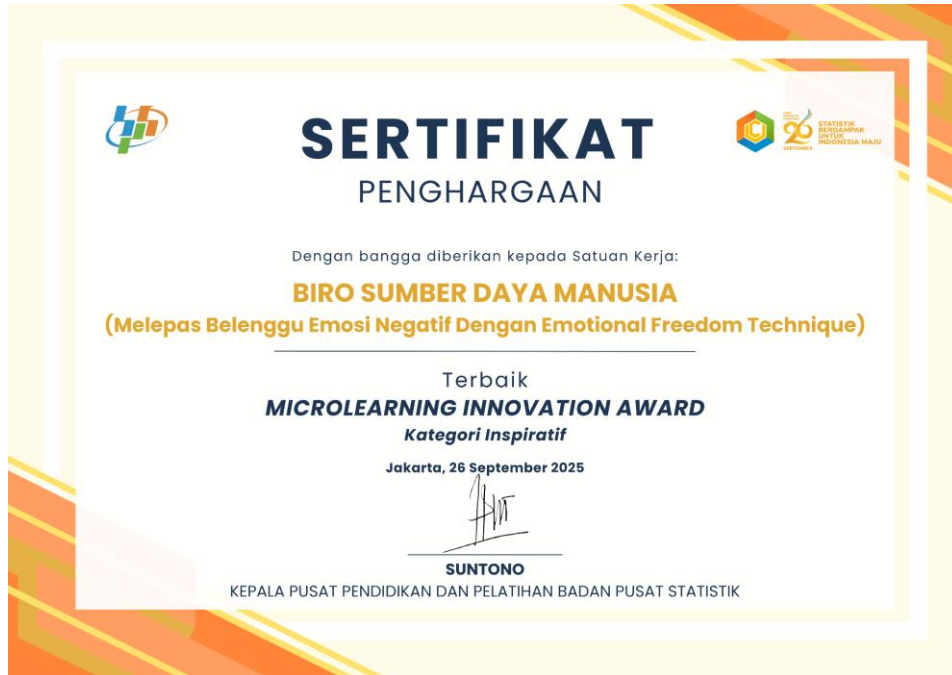 SERTIFIKAT
PENGHARGAAN
26
SEPTEMBER
STATISTIK
BERDAMPAK
UNTUK
INDONESIA MAJU
Dengan bangga diberikan kepada Satuan Kerja:
BIRO SUMBER DAYA MANUSIA
(Melepas Belenggu Emosi Negatif Dengan Emotional Freedom Technique)
Terbaik
MICROLEARNING INNOVATION AWARD
Kategori Inspiratif
Jakarta, 26 September 2025
SUNTONO
KEPALA PUSAT PENDIDIKAN DAN PELATIHAN BADAN PUSAT STATISTIK